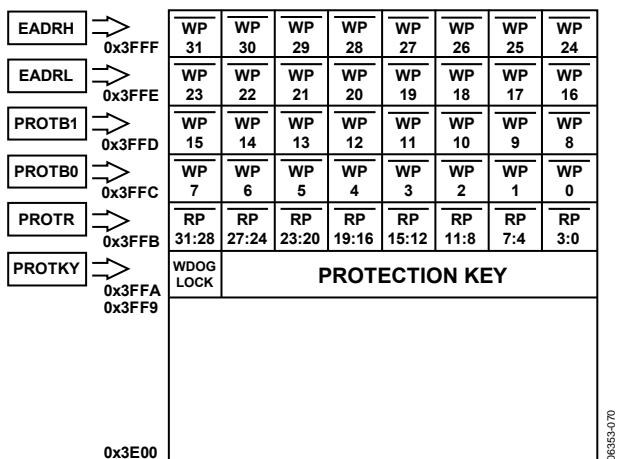 EADRH 0x3FFF WP 31 WP 30 WP 29 WP 28 WP 27 WP 26 WP 25 WP 24
EADRL 0x3FFE WP 23 WP 22 WP 21 WP 20 WP 19 WP 18 WP 17 WP 16
PROTB1 0x3FFD WP 15 WP 14 WP 13 WP 12 WP 11 WP 10 WP 9 WP 8
PROTB0 0x3FFC WP 7 WP 6 WP 5 WP 4 WP 3 WP 2 WP 1 WP 0
PROTR 0x3FFB RP 31:28 RP 27:24 RP 23:20 RP 19:16 RP 15:12 RP 11:8 RP 7:4 RP 3:0
PROTKY 0x3FFA WDOG LOCK PROTECTION KEY
0x3FF9
0x3E00
06353-070